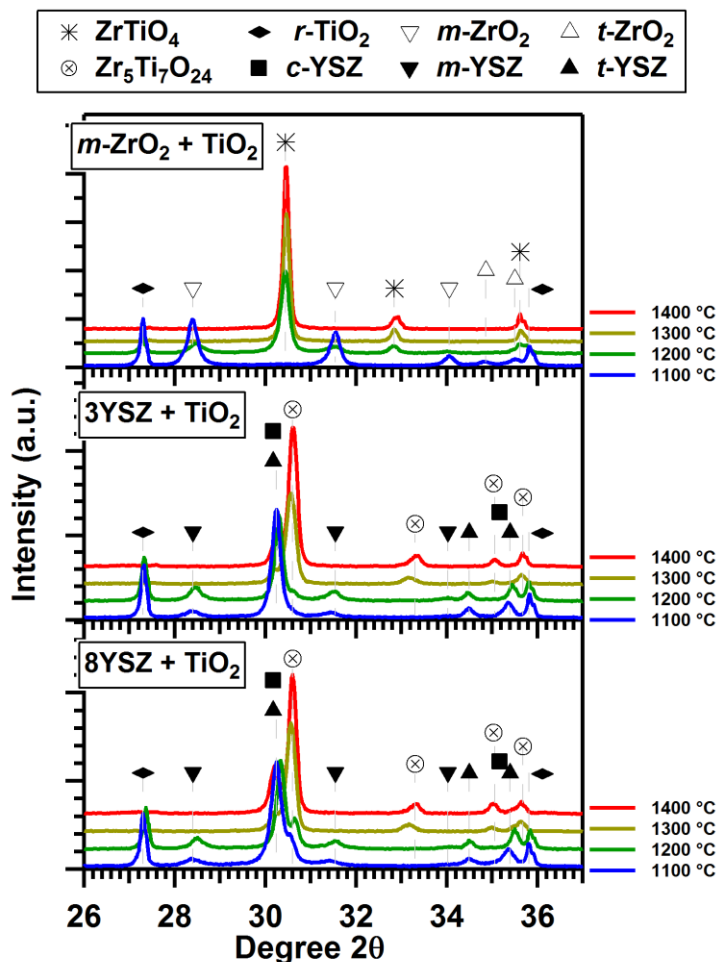 ZrTiO₄ r-TiO₂ m-ZrO₂ t-ZrO₂
Zr₅Ti₇O₂₄ c-YSZ m-YSZ t-YSZ
m-ZrO₂ + TiO₂
1400 °C
1300 °C
1200 °C
1100 °C
3YSZ + TiO₂
1400 °C
1300 °C
1200 °C
1100 °C
8YSZ + TiO₂
1400 °C
1300 °C
1200 °C
1100 °C
Intensity (a.u.)
26 28 30 32 34 36
Degree 2θ